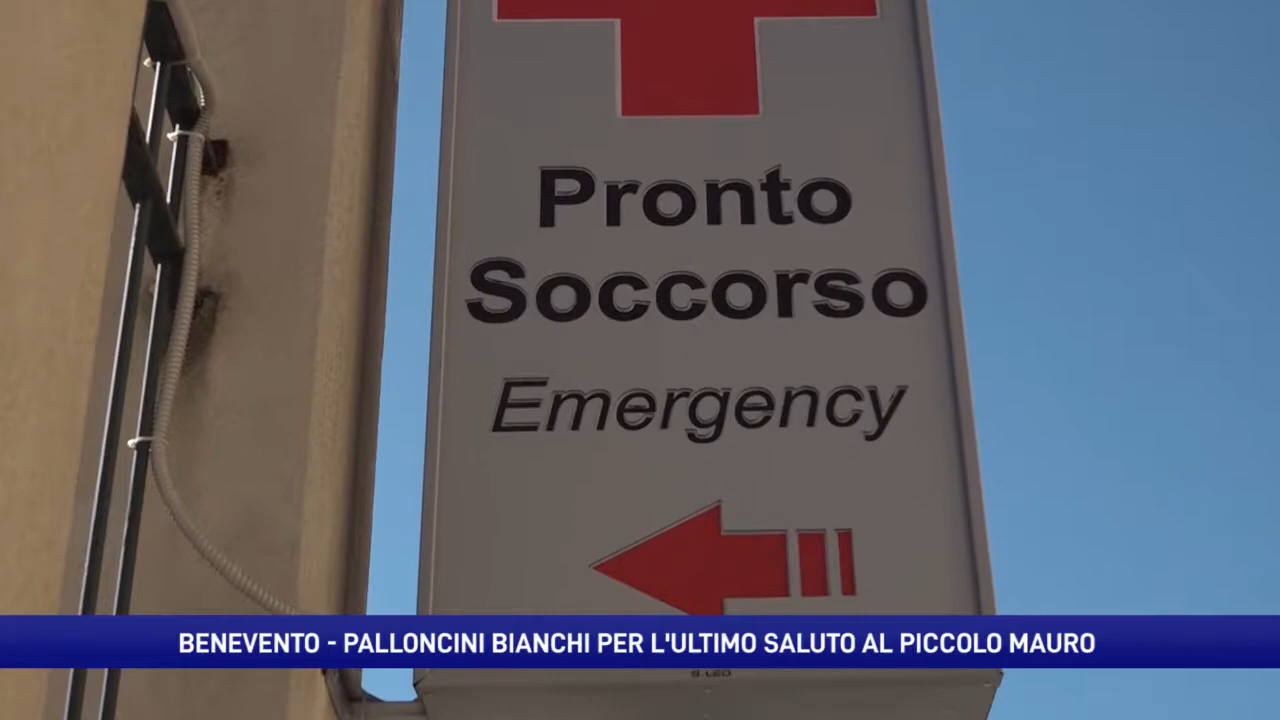 Pronto
Soccorso
Emergency
BENEVENTO - PALLONCINI BIANCHI PER L'ULTIMO SALUTO AL PICCOLO MAURO